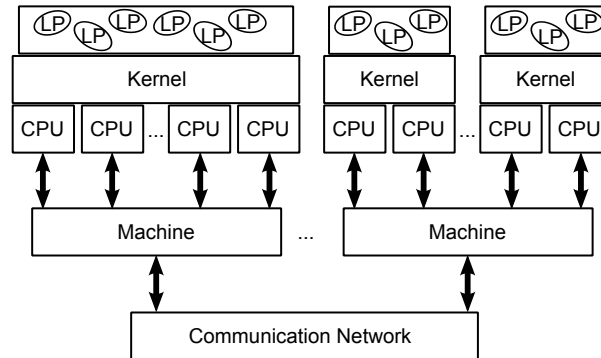 LP LP LP LP LP LP LP LP LP LP LP LP
Kernel Kernel Kernel
CPU CPU ... CPU CPU CPU CPU ... CPU CPU
Machine ... Machine
Communication Network